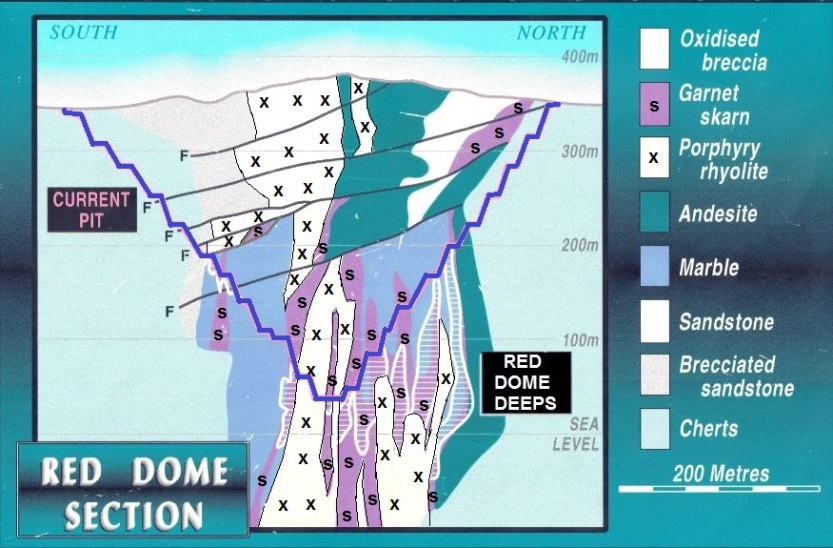 SOUTH
NORTH
400m
300m
200m
100m
SEA
LEVEL
CURRENT
PIT
RED
DOME
DEEPS
F
F
F
F
F
X X X X
X X
X X
X X
X X
S
S
S
X
X
S
X
S
X
S
S
S
X
S
S
X
X
S
S
S
S
S
X
S
X
X
S
X
S
S
X
X
X
X
S
S
X
S
X
X
S
S
X
S
Oxidised
breccia
S Garnet
skarn
X Porphyry
rhyolite
Andesite
Marble
Sandstone
Brecciated
sandstone
Cherts
200 Metres
RED DOME
SECTION